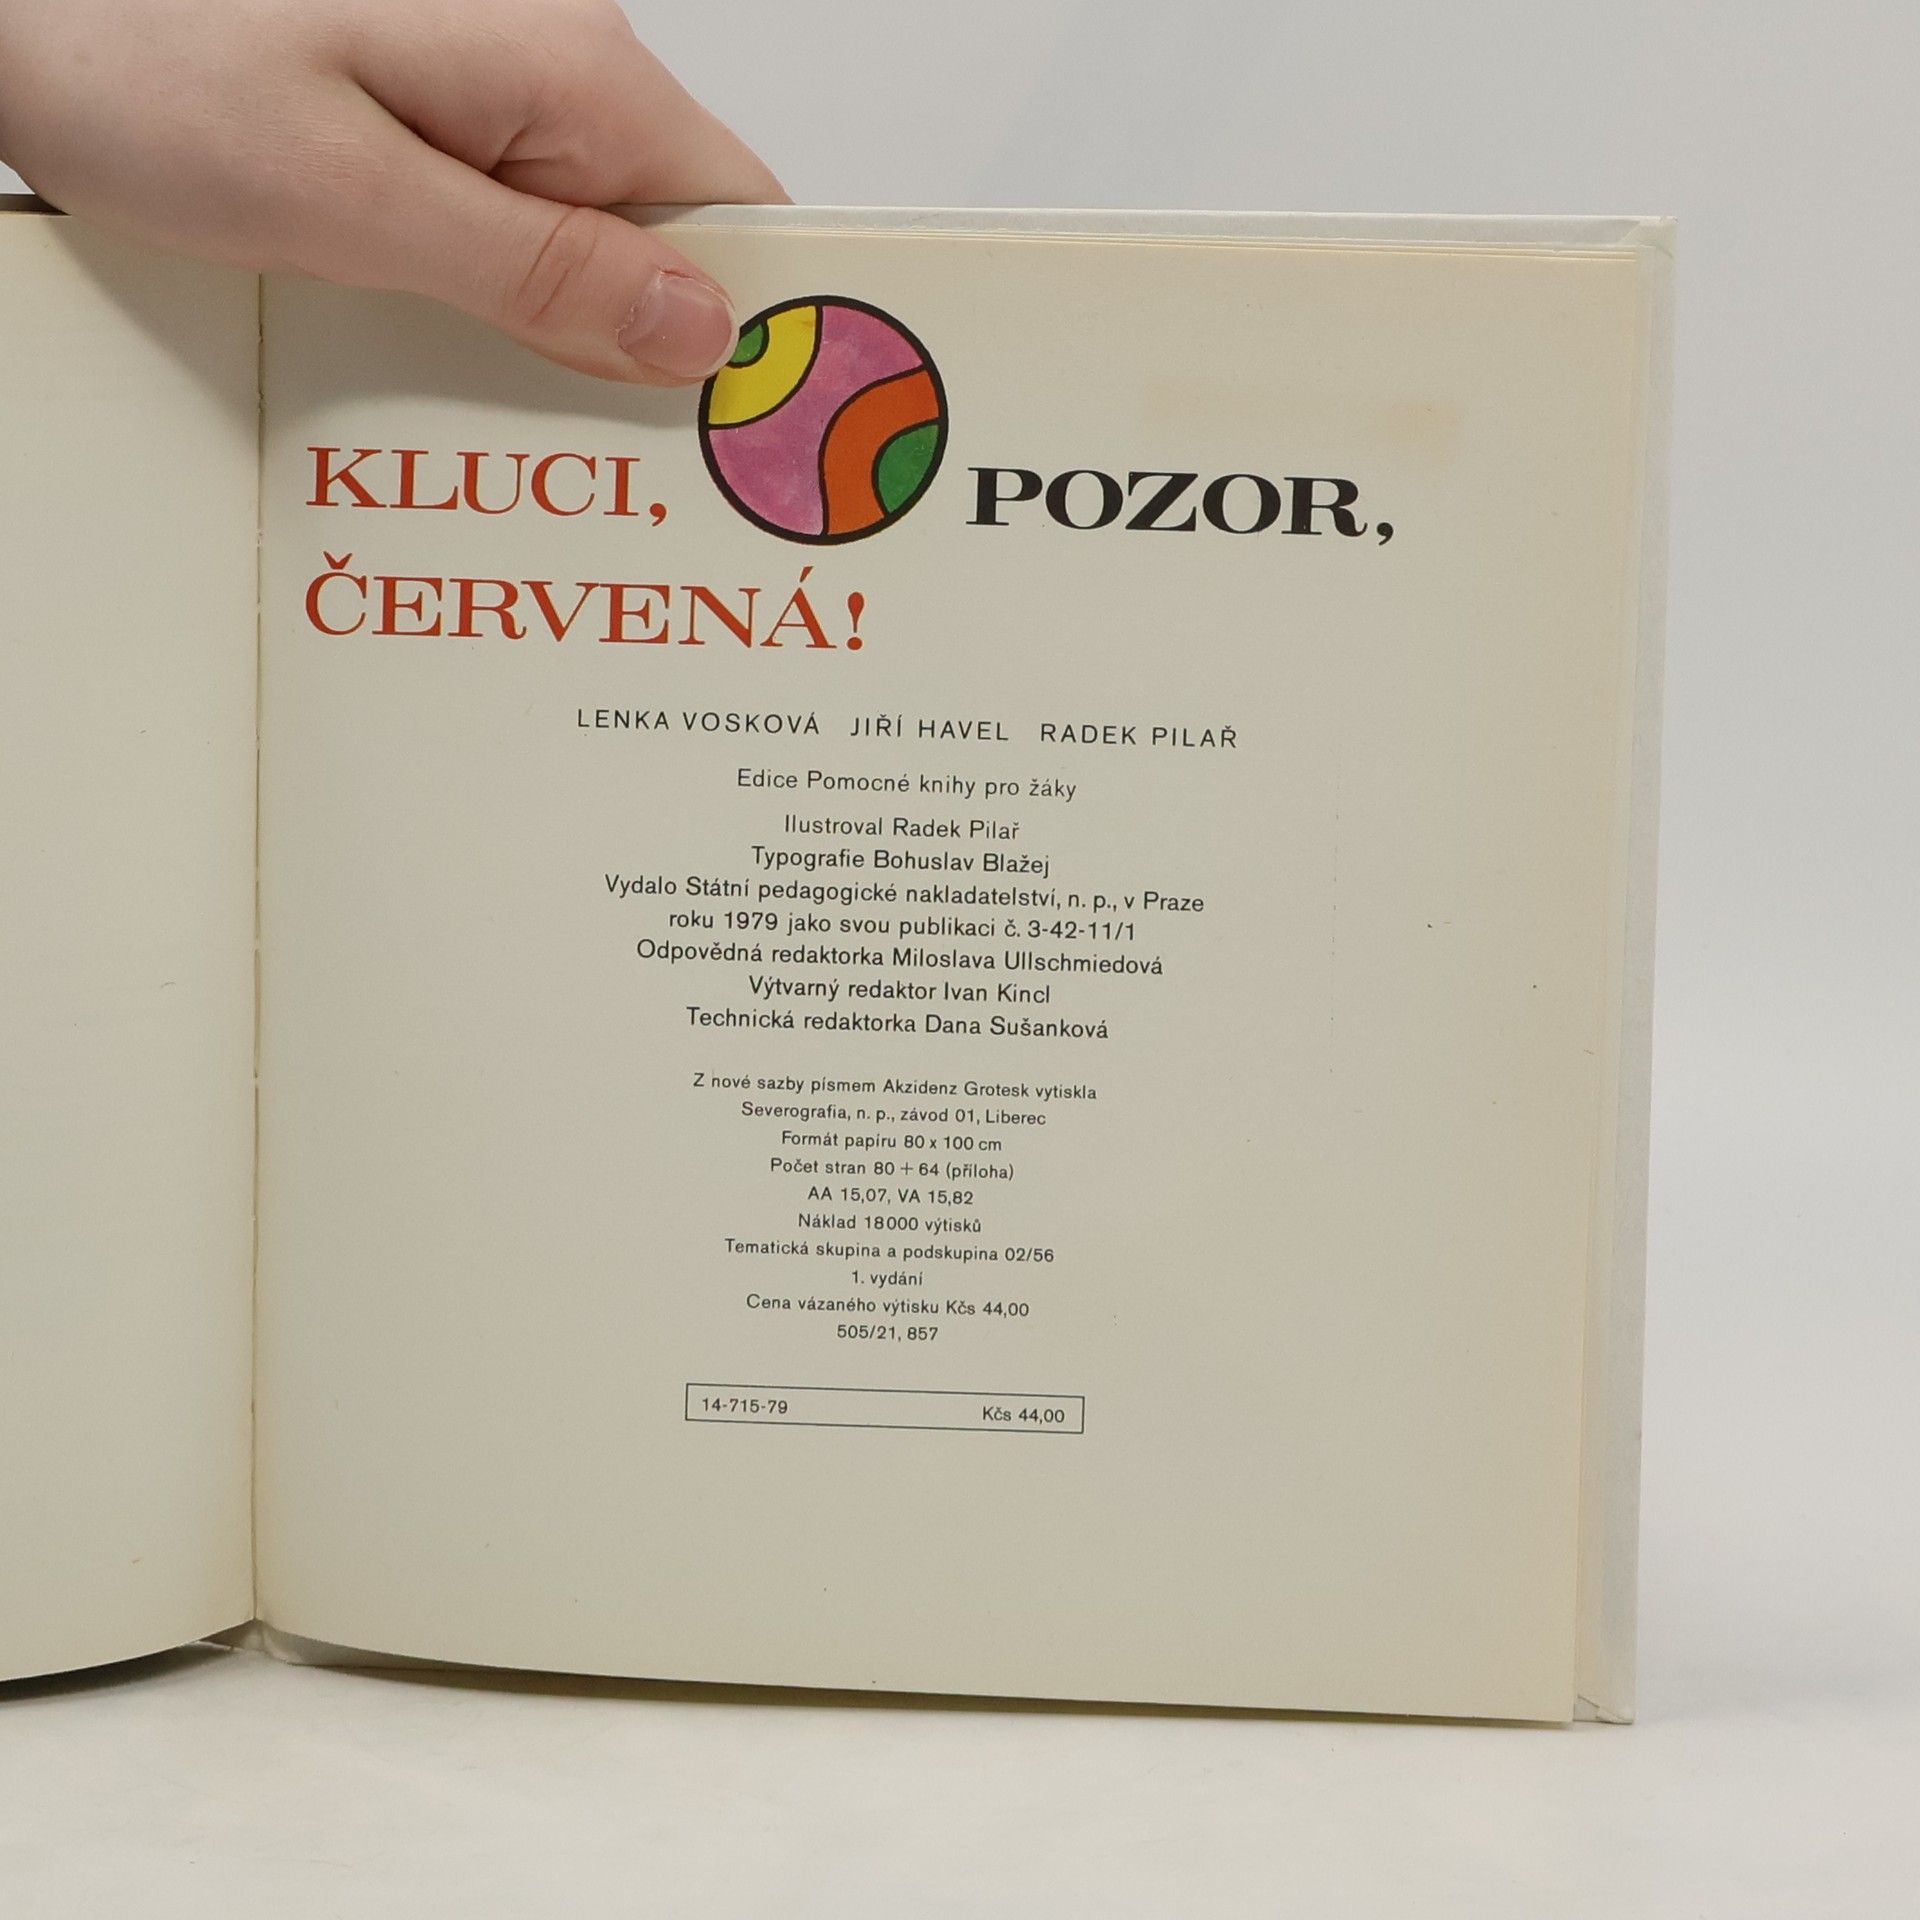 KLUCI, POZOR,
ČERVENÁ!
LENKA VOSKOVÁ JIŘÍ HAVEL RADEK PILAŘ
Edice Pomocné knihy pro žáky
Ilustroval Radek Pilař
Typografie Bohuslav Blažej
Vydalo Státní pedagogické nakladatelství, n. p., v Praze
roku 1979 jako svou publikaci č. 3-42-11/1
Odpovědná redaktorka Miloslava Ullschmiedová
Výtvarný redaktor Ivan Kincl
Technická redaktorka Dana Sušanková
Z nové sazby písmem Akzidenz Grotesk vytiskla
Severografia, n. p., závod 01, Liberec
Formát papíru 80 x 100 cm
Počet stran 80 + 64 (příloha)
AA 15,07, VA 15,82
Náklad 18000 výtisků
Tematická skupina a podskupina 02/56
1. vydání
Cena vázaného výtisku Kčs 44,00
505/21, 857
14-715-79 Kčs 44,00